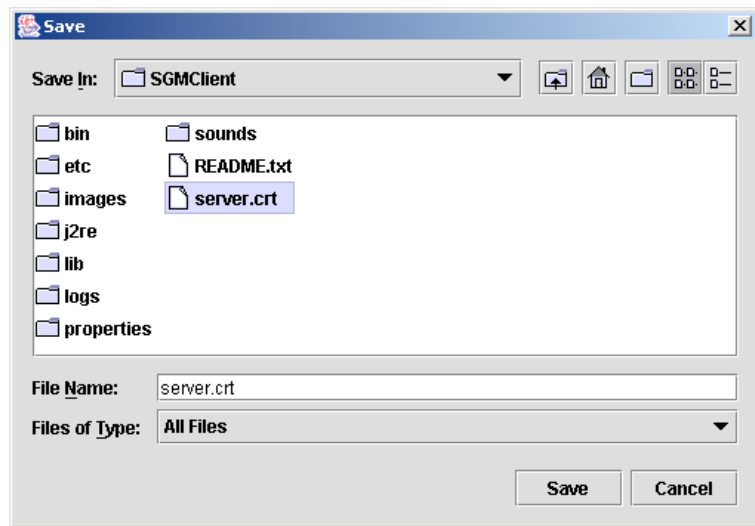 Save
Save In: SGMClient
bin
etc
images
j2re
lib
logs
properties
sounds
README.txt
server.crt
File Name: server.crt
Files of Type: All Files
Save Cancel